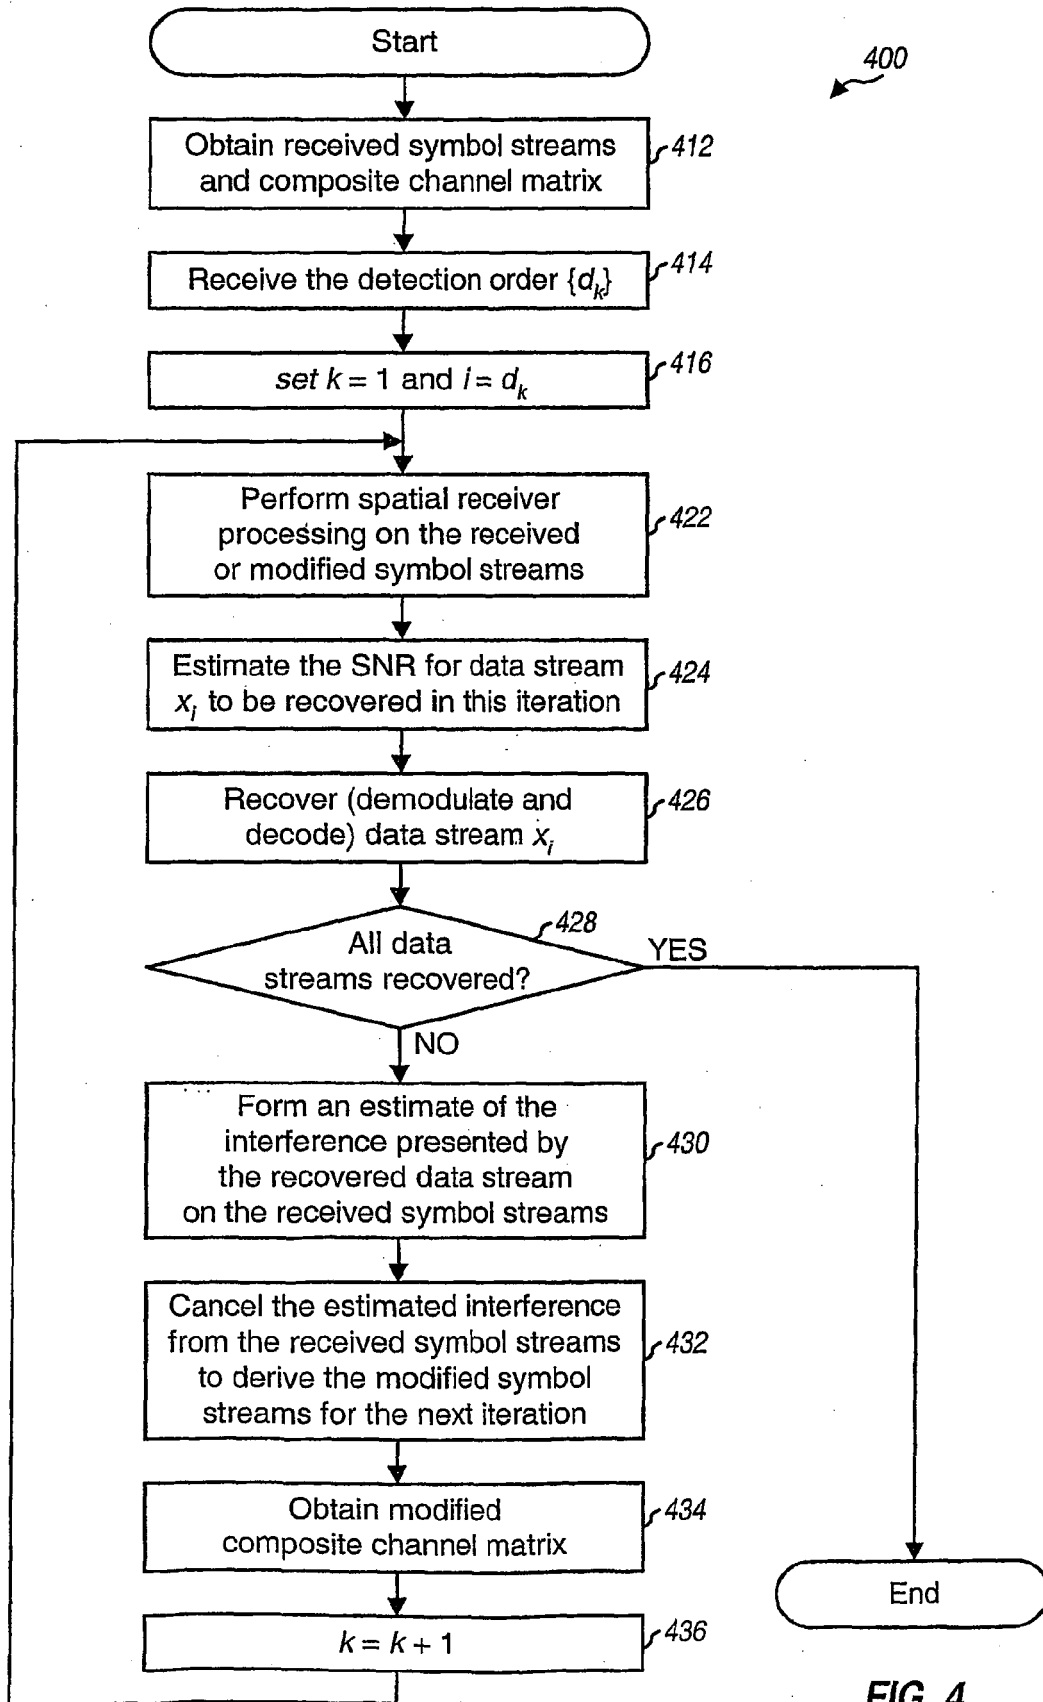 Start
400
Obtain received symbol streams
and composite channel matrix
412
Receive the detection order {dk}
414
set k = 1 and i = dk
416
Perform spatial receiver
processing on the received
or modified symbol streams
422
Estimate the SNR for data stream
xi to be recovered in this iteration
424
Recover (demodulate and
decode) data stream xi
426
All data
streams recovered?
428
YES
NO
Form an estimate of the
interference presented by
the recovered data stream
on the received symbol streams
430
Cancel the estimated interference
from the received symbol streams
to derive the modified symbol
streams for the next iteration
432
Obtain modified
composite channel matrix
434
End
k = k + 1
436
FIG. 4